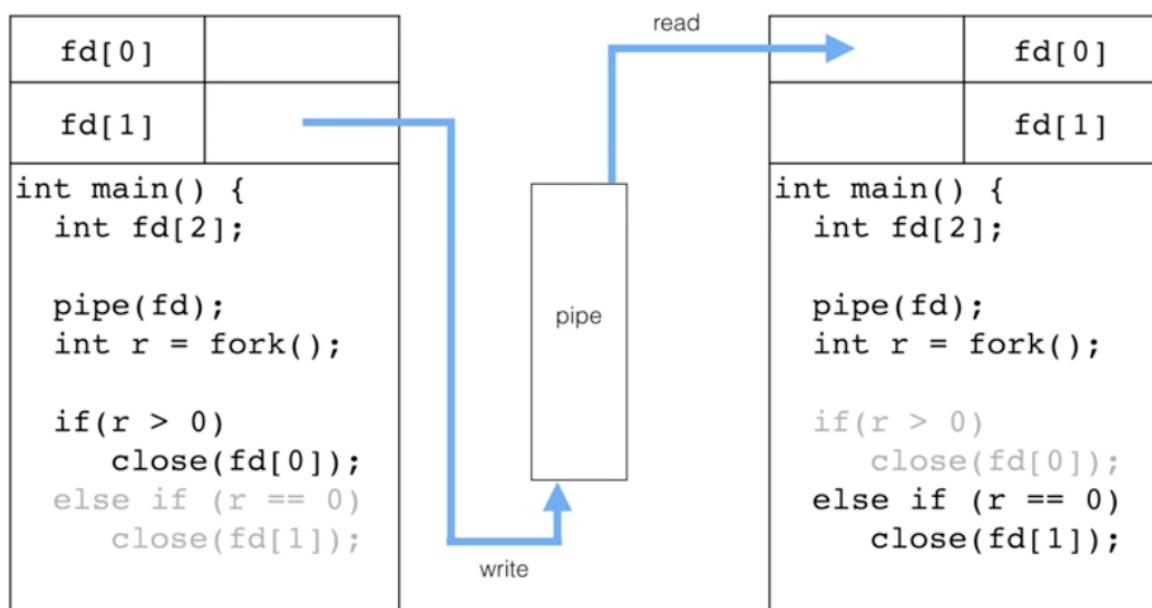 fd[0]
fd[1]
int main() {
int fd[2];
pipe(fd);
int r = fork();
if(r > 0)
close(fd[0]);
else if (r == 0)
close(fd[1]);
read
pipe
write
fd[0]
fd[1]
int main() {
int fd[2];
pipe(fd);
int r = fork();
if(r > 0)
close(fd[0]);
else if (r == 0)
close(fd[1]);